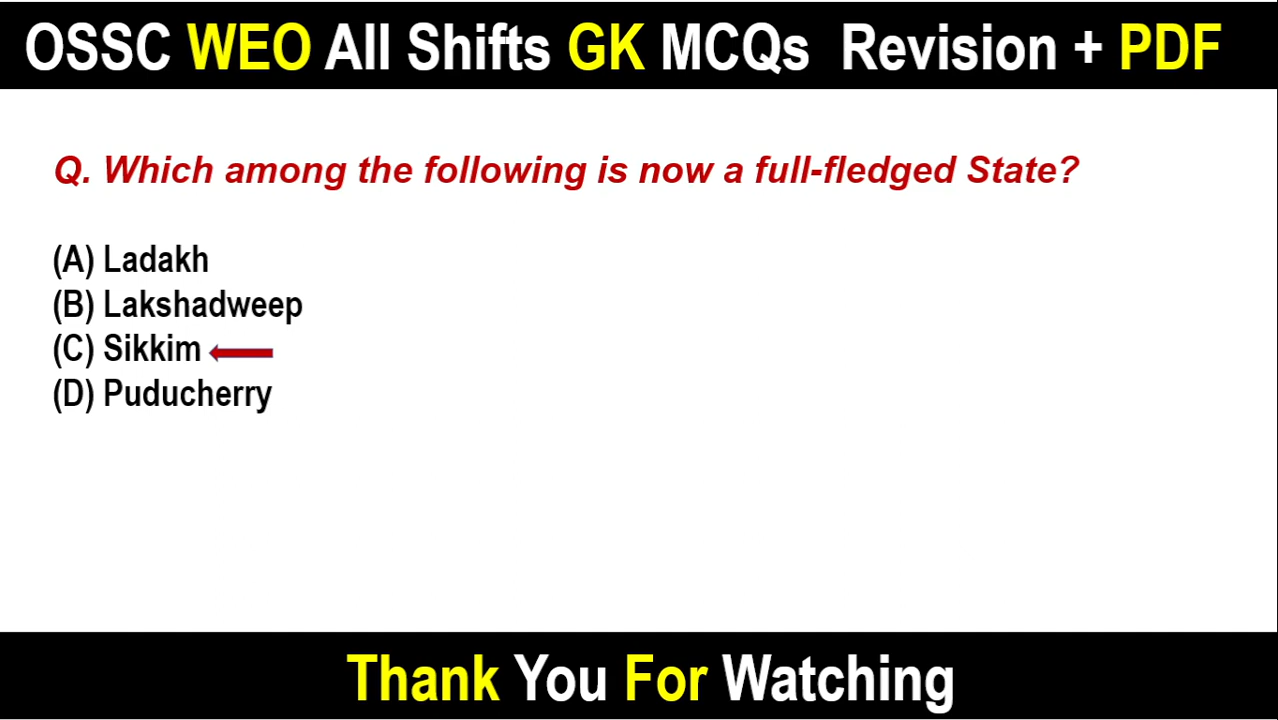 OSSC WEO All Shifts GK MCQs Revision + PDF
Q. Which among the following is now a full-fledged State?
(A) Ladakh
(B) Lakshadweep
(C) Sikkim
(D) Puducherry
Thank You For Watching